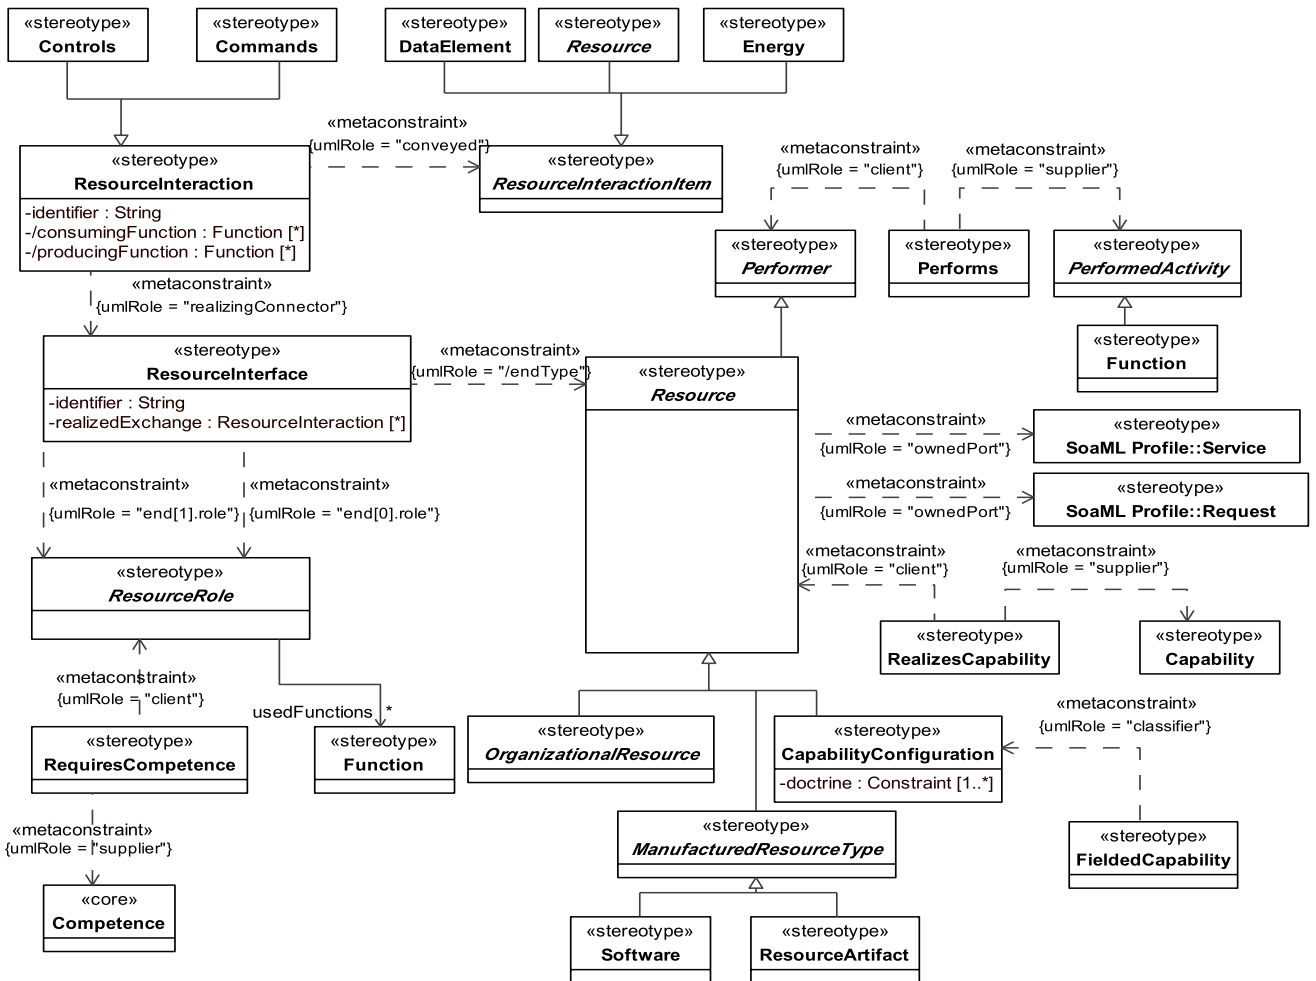 «stereotype»
Controls
«stereotype»
Commands
«stereotype»
DataElement
«stereotype»
Resource
«stereotype»
Energy
«metaconstraint»
{umlRole = "conveyed"}
«stereotype»
ResourceInteraction
-identifier : String
-/consumingFunction : Function [*]
-/producingFunction : Function [*]
«stereotype»
ResourceInteractionItem
«metaconstraint»
{umlRole = "client"}
«metaconstraint»
{umlRole = "supplier"}
«stereotype»
Performer
«stereotype»
Performs
«stereotype»
PerformedActivity
«stereotype»
Function
«metaconstraint»
{umlRole = "realizingConnector"}
«stereotype»
ResourceInterface
-identifier : String
-realizedExchange : ResourceInteraction [*]
«metaconstraint»
{umlRole = "/endType"}
«stereotype»
Resource
«metaconstraint»
{umlRole = "ownedPort"}
«stereotype»
SoaML Profile::Service
«metaconstraint»
{umlRole = "ownedPort"}
«stereotype»
SoaML Profile::Request
«metaconstraint»
{umlRole = "end[1].role"}
«metaconstraint»
{umlRole = "end[0].role"}
«metaconstraint»
{umlRole = "client"}
«metaconstraint»
{umlRole = "supplier"}
«stereotype»
ResourceRole
«stereotype»
RealizesCapability
«stereotype»
Capability
«metaconstraint»
{umlRole = "client"}
usedFunctions
*
«metaconstraint»
{umlRole = "classifier"}
«stereotype»
RequiresCompetence
«stereotype»
Function
«stereotype»
OrganizationalResource
«stereotype»
CapabilityConfiguration
-doctrine : Constraint [1..*]
«metaconstraint»
{umlRole = "supplier"}
«stereotype»
ManufacturedResourceType
«stereotype»
FieldedCapability
«core»
Competence
«stereotype»
Software
«stereotype»
ResourceArtifact